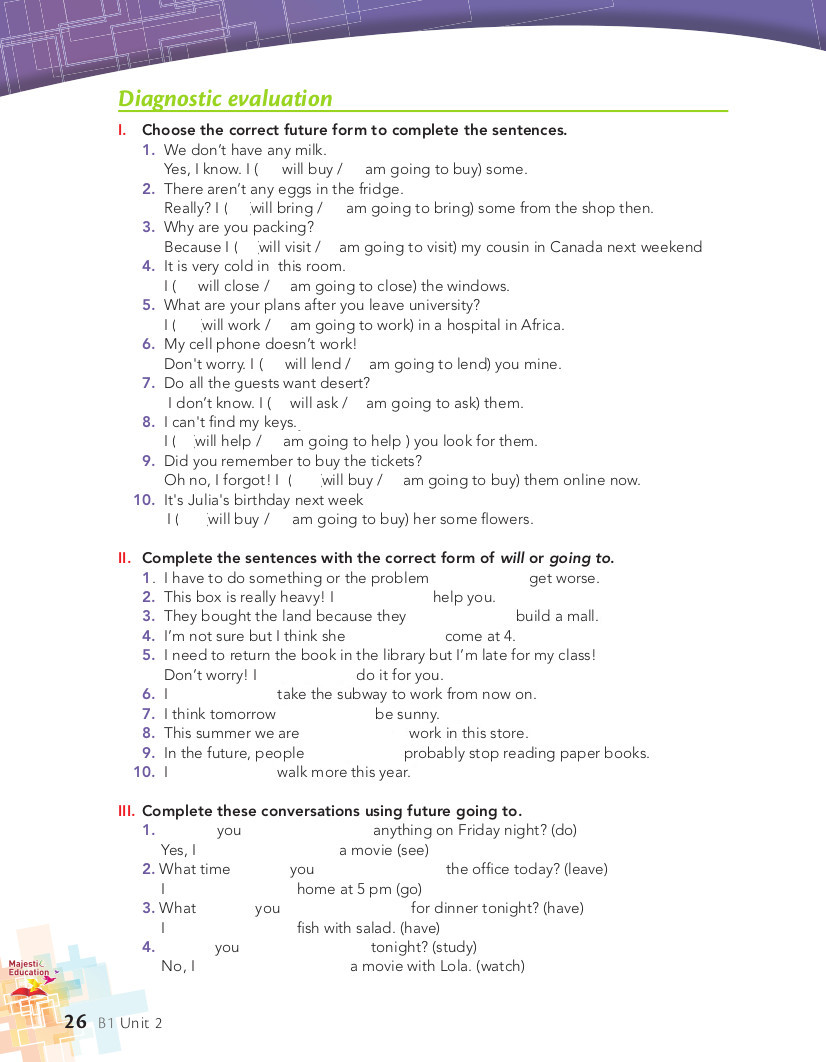 Diagnostic evaluation
I. Choose the correct future form to complete the sentences.
1. We don't have any milk.
Yes, I know. I ( will buy / am going to buy) some.
2. There aren't any eggs in the fridge.
Really? I ( will bring / am going to bring) some from the shop then.
3. Why are you packing?
Because I ( will visit / am going to visit) my cousin in Canada next weekend
4. It is very cold in this room.
I ( will close / am going to close) the windows.
5. What are your plans after you leave university?
I ( will work / am going to work) in a hospital in Africa.
6. My cell phone doesn't work!
Don't worry. I ( will lend / am going to lend) you mine.
7. Do all the guests want desert?
I don't know. I ( will ask / am going to ask) them.
8. I can't find my keys.
I ( will help / am going to help ) you look for them.
9. Did you remember to buy the tickets?
Oh no, I forgot! I ( will buy / am going to buy) them online now.
10. It's Julia's birthday next week
I ( will buy / am going to buy) her some flowers.
II. Complete the sentences with the correct form of will or going to.
1. I have to do something or the problem get worse.
2. This box is really heavy! I help you.
3. They bought the land because they build a mall.
4. I'm not sure but I think she come at 4.
5. I need to return the book in the library but I'm late for my class!
Don't worry! I do it for you.
6. I take the subway to work from now on.
7. I think tomorrow be sunny.
8. This summer we are work in this store.
9. In the future, people probably stop reading paper books.
10. I walk more this year.
III. Complete these conversations using future going to.
1. you anything on Friday night? (do)
Yes, I a movie (see)
2. What time you the office today? (leave)
I home at 5 pm (go)
3. What you for dinner tonight? (have)
I fish with salad. (have)
4. you tonight? (study)
No, I a movie with Lola. (watch)
Majestic
Education
26 B1 Unit 2